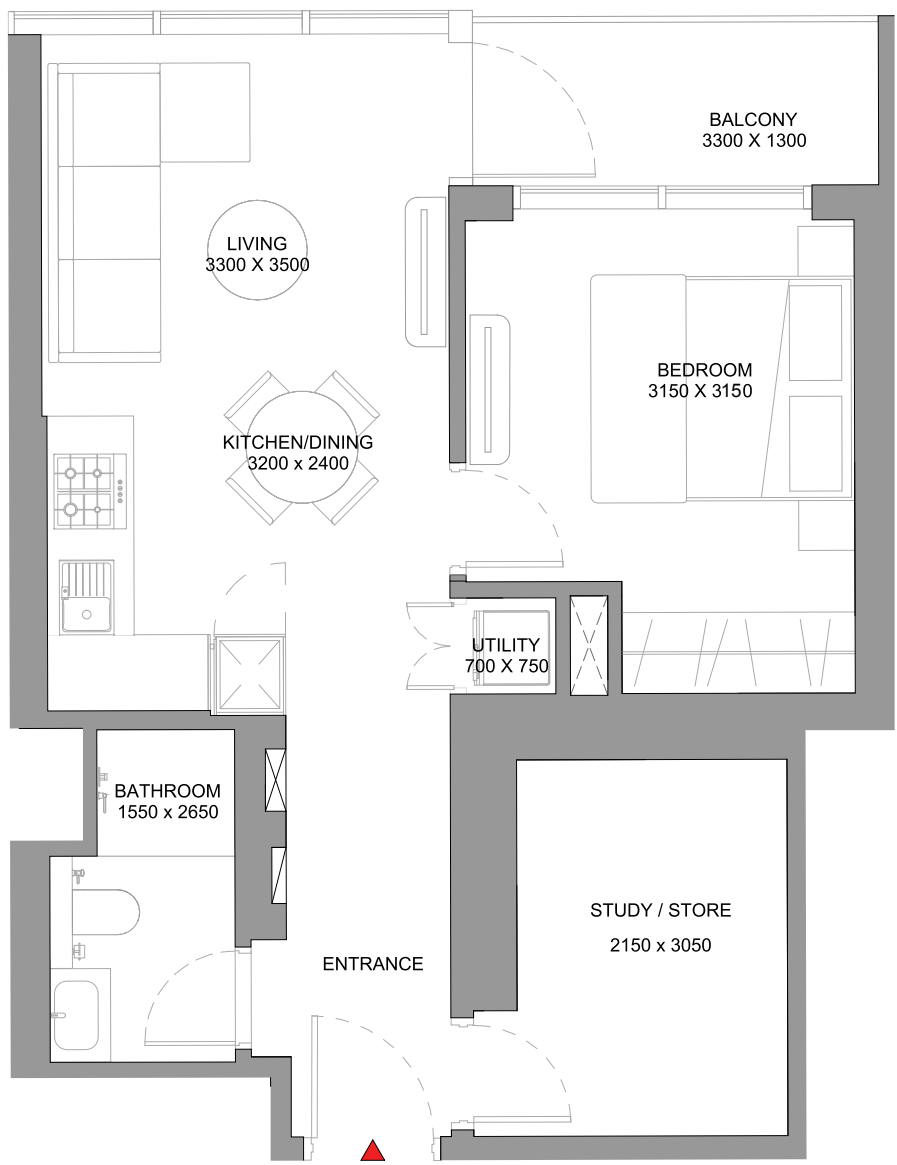 BALCONY
3300 X 1300
LIVING
3300 X 3500
BEDROOM
3150 X 3150
KITCHEN/DINING
3200 x 2400
UTILITY
700 X 750
BATHROOM
1550 x 2650
STUDY / STORE
2150 x 3050
ENTRANCE